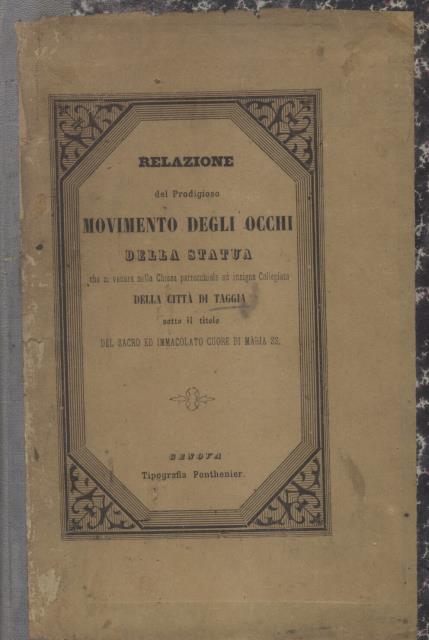 RELAZIONE
del Prodigioso
MOVIMENTO DEGLI OCCHI
DELLA STATUA
che si venera nella Chiesa parrocchiale ed insigne Collegiata
DELLA CITTÀ DI TAGGIA
sotto il titolo
DEL SACRO ED IMMACOLATO CUORE DI MARIA SS.
GENOVA
Tipografia Ponthenier.